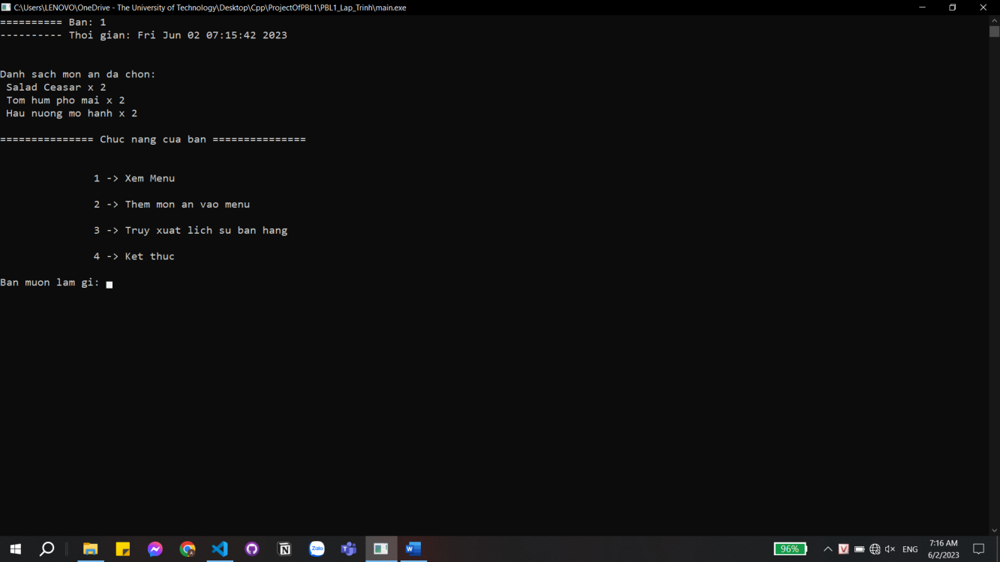 C:\Users\LENOVO\OneDrive - The University of Technology\Desktop\Cpp\ProjectOfPBL1\PBL1_Lap_Trinh\main.exe
========== Ban: 1
---------- Thoi gian: Fri Jun 02 07:15:42 2023
Danh sach mon an da chon:
Salad Ceasar x 2
Tom hum pho mai x 2
Hau nuong mo hanh x 2
=============== Chuc nang cua ban ===============
1 -> Xem Menu
2 -> Them mon an vao menu
3 -> Truy xuat lich su ban hang
4 -> Ket thuc
Ban muon lam gi:
Zalo
96%
ENG
7:16 AM
6/2/2023